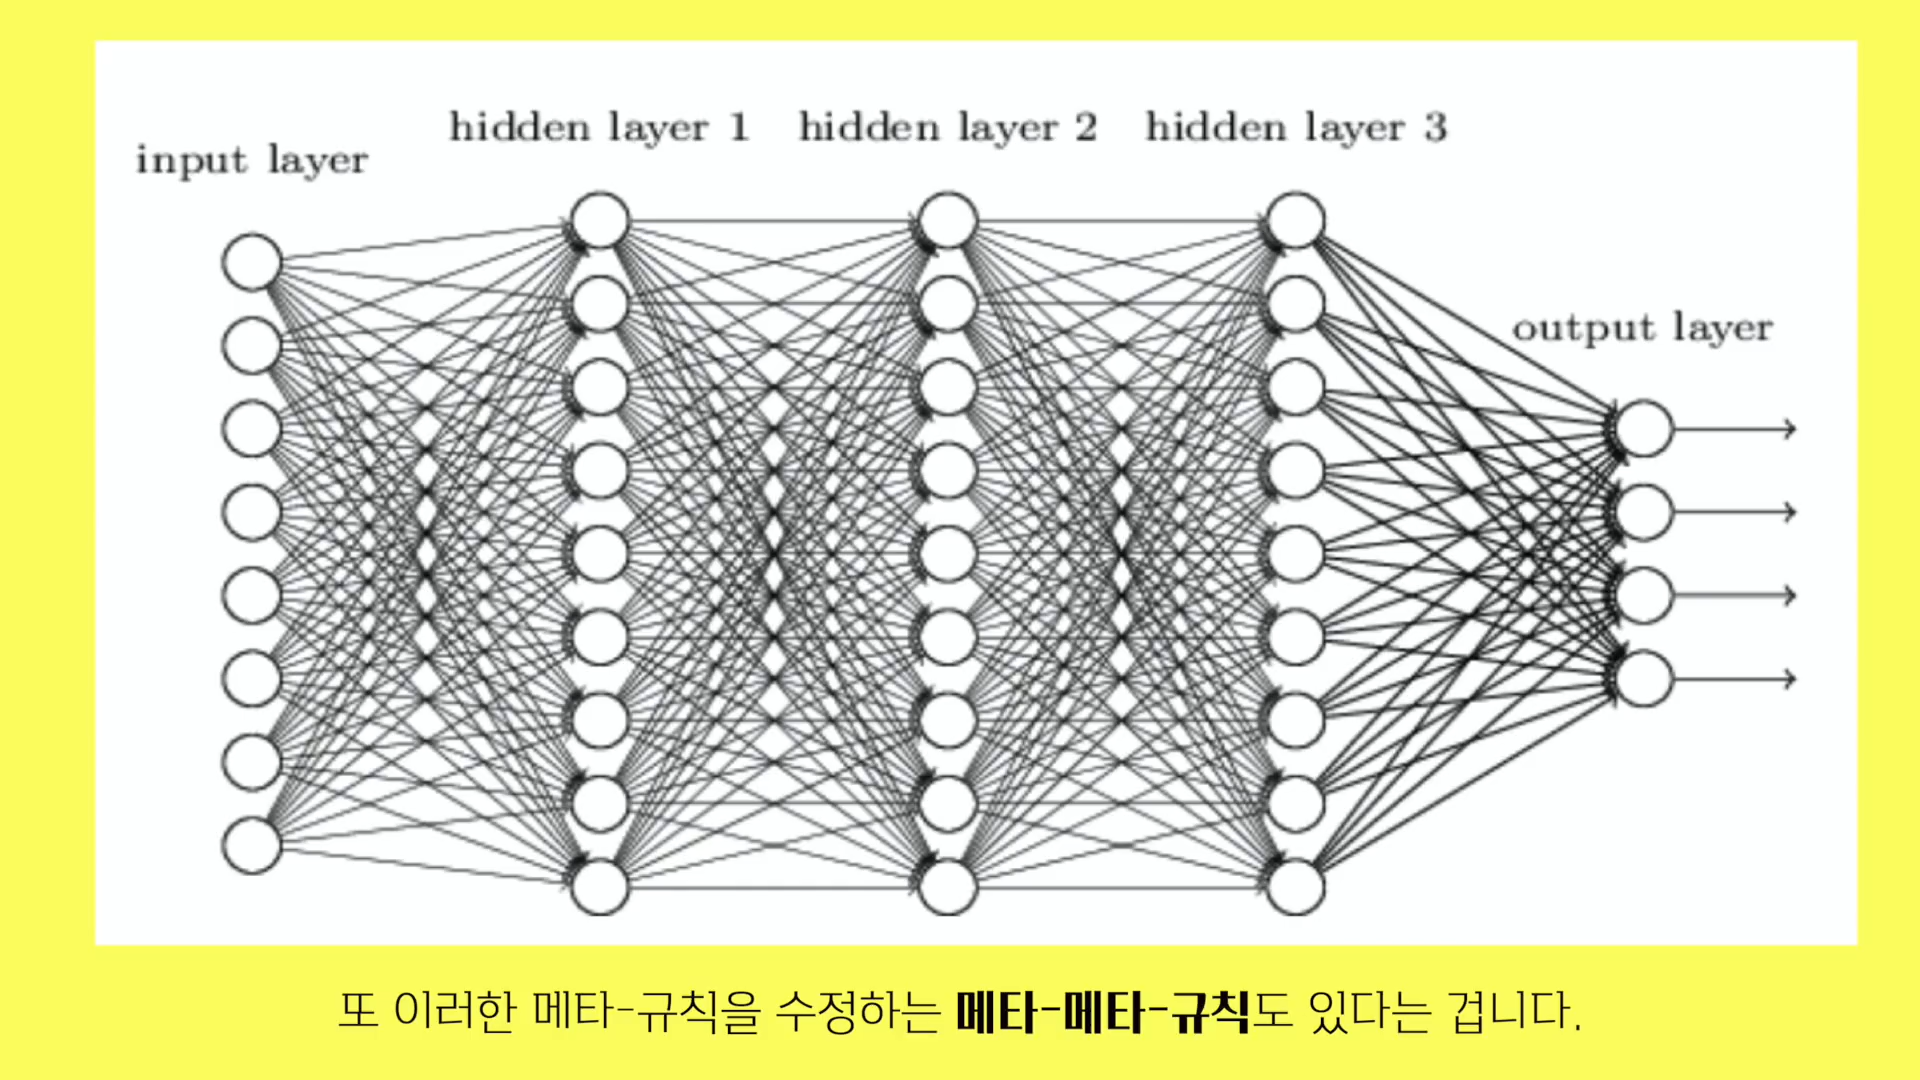 input layer
hidden layer 1
hidden layer 2
hidden layer 3
output layer
또 이러한 메타-규칙을 수정하는 메타-메타-규칙도 있다는 겁니다.